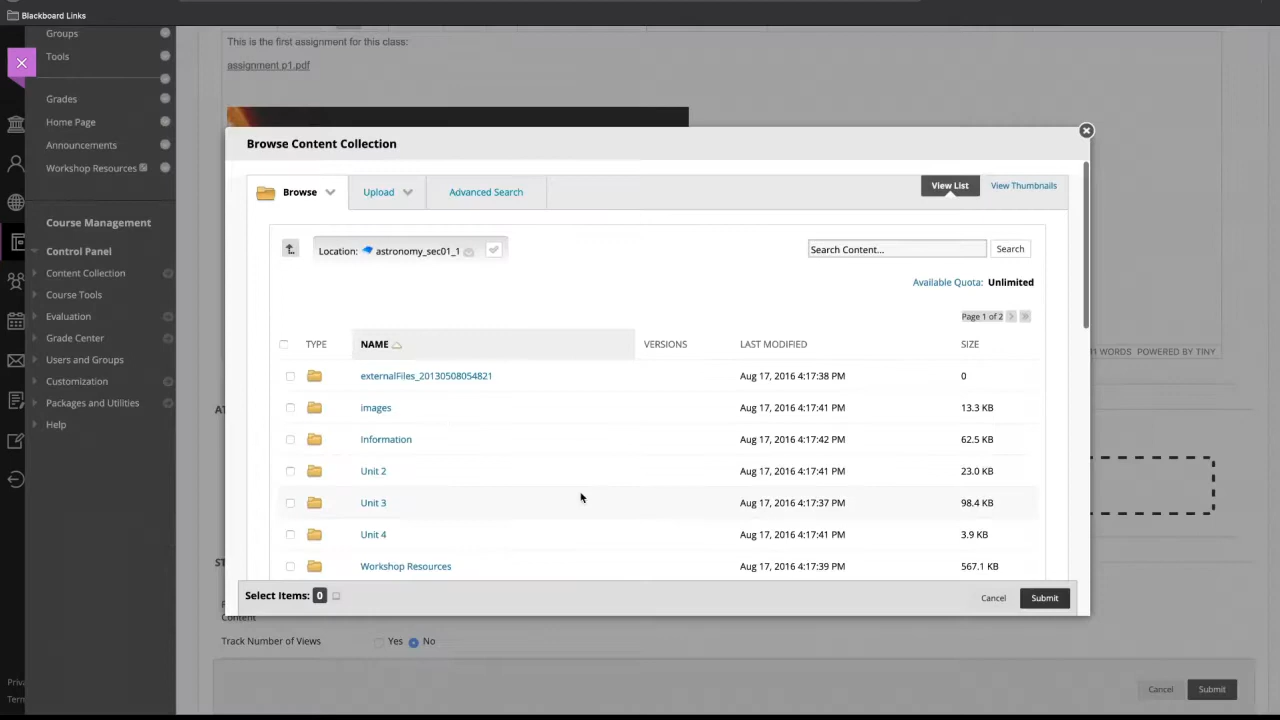 Blackboard Links
Groups
Tools
Grades
Home Page
Announcements
Workshop Resources
Course Management
Control Panel
Content Collection
Course Tools
Evaluation
Grade Center
Users and Groups
Customization
Packages and Utilities
Help
This is the first assignment for this class:
assignment p1.pdf
Browse Content Collection
Browse
Upload
Advanced Search
View List
View Thumbnails
Location: astronomy_sec01_1
Search Content...
Search
Available Quota: Unlimited
Page 1 of 2
TYPE NAME VERSIONS LAST MODIFIED SIZE
externalFiles_20130508054821 Aug 17, 2016 4:17:38 PM 0
images Aug 17, 2016 4:17:41 PM 13.3 KB
Information Aug 17, 2016 4:17:42 PM 62.5 KB
Unit 2 Aug 17, 2016 4:17:41 PM 23.0 KB
Unit 3 Aug 17, 2016 4:17:37 PM 98.4 KB
Unit 4 Aug 17, 2016 4:17:41 PM 3.9 KB
Workshop Resources Aug 17, 2016 4:17:39 PM 567.1 KB
Select Items: 0
Cancel
Submit
WORDS POWERED BY TINY
Content
Track Number of Views Yes No
Cancel
Submit